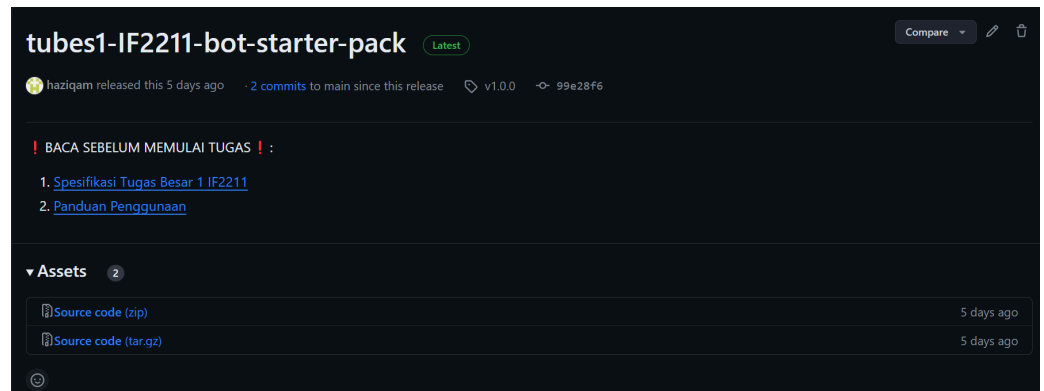 tubes1-IF2211-bot-starter-pack Latest
Compare
haziqam released this 5 days ago · 2 commits to main since this release v1.0.0 99e28f6
❗ BACA SEBELUM MEMULAI TUGAS❗ :
1. Spesifikasi Tugas Besar 1 IF2211
2. Panduan Penggunaan
Assets 2
Source code (zip) 5 days ago
Source code (tar.gz) 5 days ago